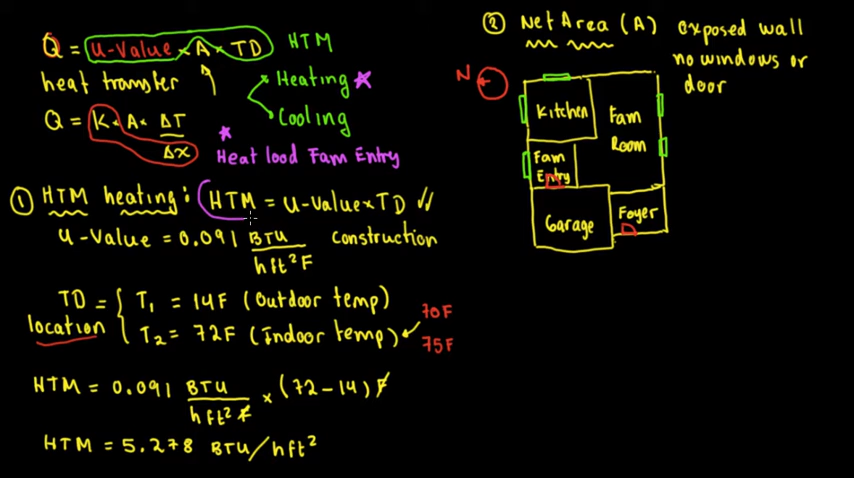 Q = U-Value × A × TD HTM
heat transfer
Heating ★
Cooling
Q = K · A · ΔT/Δx
★
Heat load Fam Entry
① HTM heating: HTM = U-Value × TD ✓✓
U-Value = 0.091 BTU/hft²F construction
TD = { T₁ = 14F (Outdoor temp)
location T₂ = 72F (Indoor temp) ✓
70F
75F
HTM = 0.091 BTU/hft²F × (72 - 14) F
HTM = 5.278 BTU/hft²
② Net Area (A) exposed wall
no windows or
door
N
Kitchen
Fam
Room
Fam
Entry
Garage
Foyer